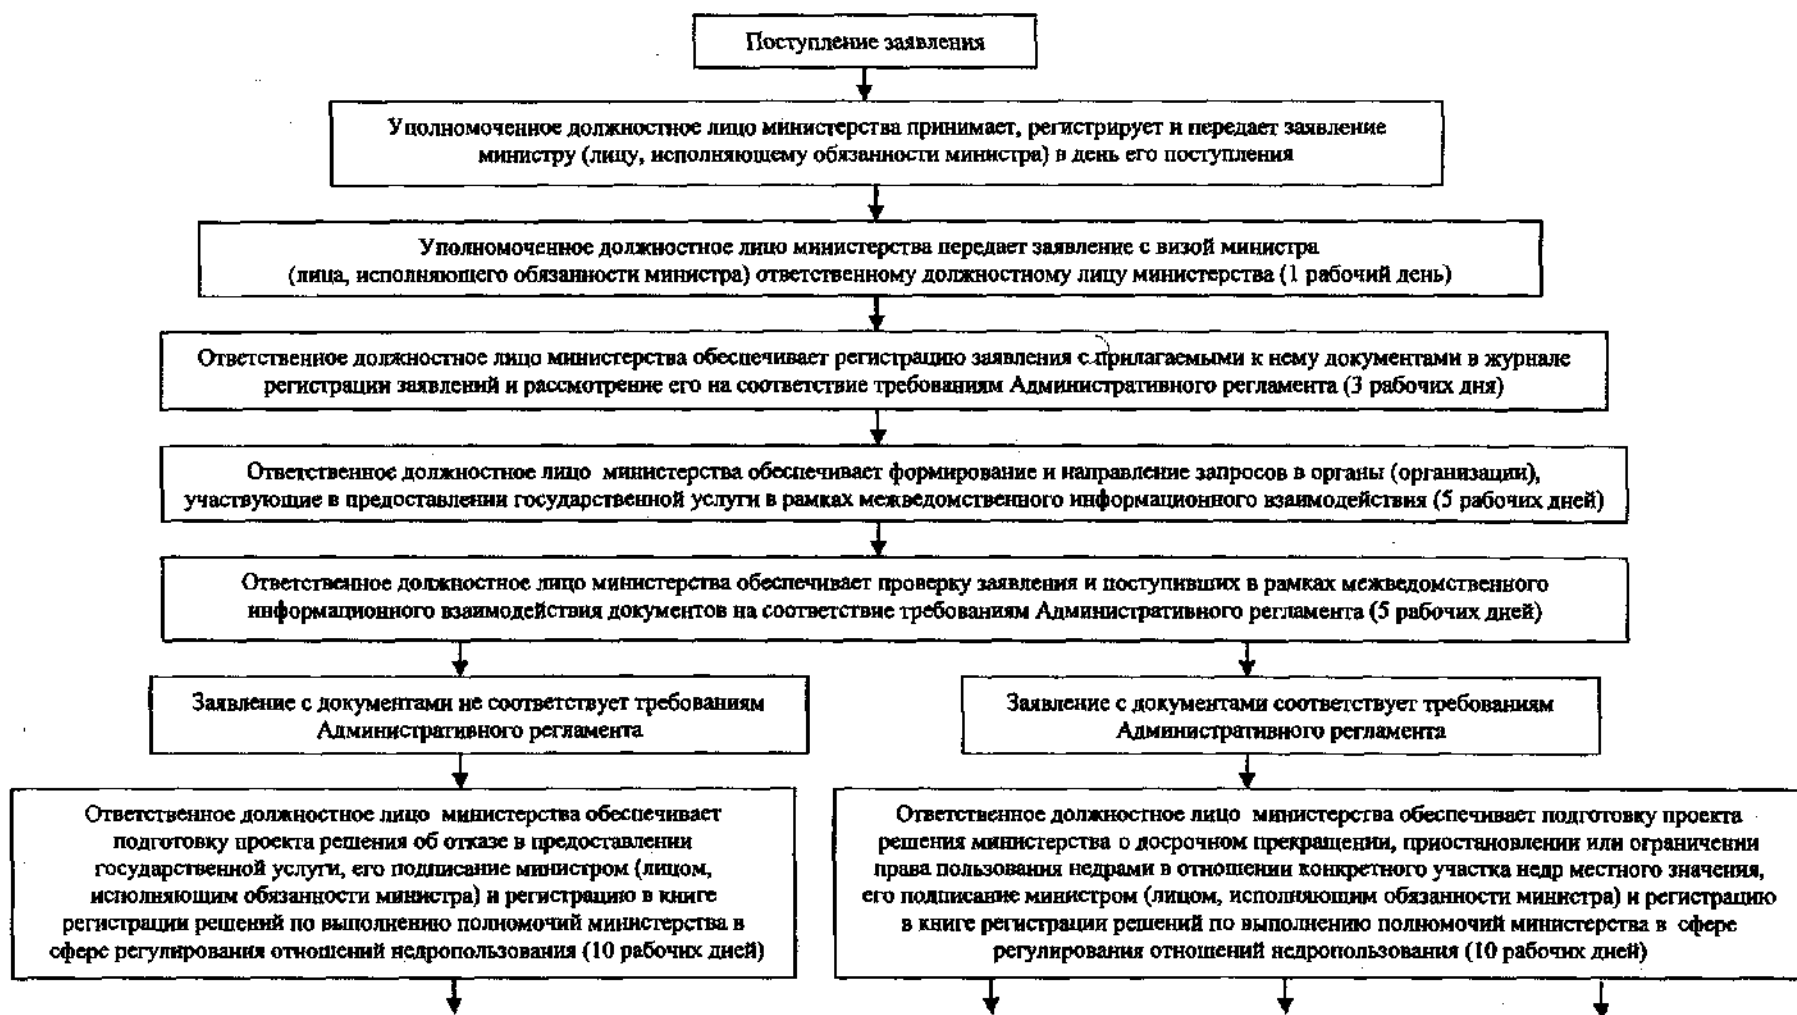 Поступление заявления
Уполномоченное должностное лицо министерства принимает, регистрирует и передает заявление
министру (лицу, исполняющему обязанности министра) в день его поступления
Уполномоченное должностное лицо министерства передает заявление с визой министра
(лица, исполняющего обязанности министра) ответственному должностному лицу министерства (1 рабочий день)
Ответственное должностное лицо министерства обеспечивает регистрацию заявления с прилагаемыми к нему документами в журнале
регистрации заявлений и рассмотрение его на соответствие требованиям Административного регламента (3 рабочих дня)
Ответственное должностное лицо министерства обеспечивает формирование и направление запросов в органы (организации),
участвующие в предоставлении государственной услуги в рамках межведомственного информационного взаимодействия (5 рабочих дней)
Ответственное должностное лицо министерства обеспечивает проверку заявления и поступивших в рамках межведомственного
информационного взаимодействия документов на соответствие требованиям Административного регламента (5 рабочих дней)
Заявление с документами не соответствует требованиям
Административного регламента
Заявление с документами соответствует требованиям
Административного регламента
Ответственное должностное лицо министерства обеспечивает
подготовку проекта решения об отказе в предоставлении
государственной услуги, его подписание министром (лицом,
исполняющим обязанности министра) и регистрацию в книге
регистрации решений по выполнению полномочий министерства в
сфере регулирования отношений недропользования (10 рабочих дней)
Ответственное должностное лицо министерства обеспечивает подготовку проекта
решения министерства о досрочном прекращении, приостановлении или ограничении
права пользования недрами в отношении конкретного участка недр местного значения,
его подписание министром (лицом, исполняющим обязанности министра) и регистрацию
в книге регистрации решений по выполнению полномочий министерства в сфере
регулирования отношений недропользования (10 рабочих дней)